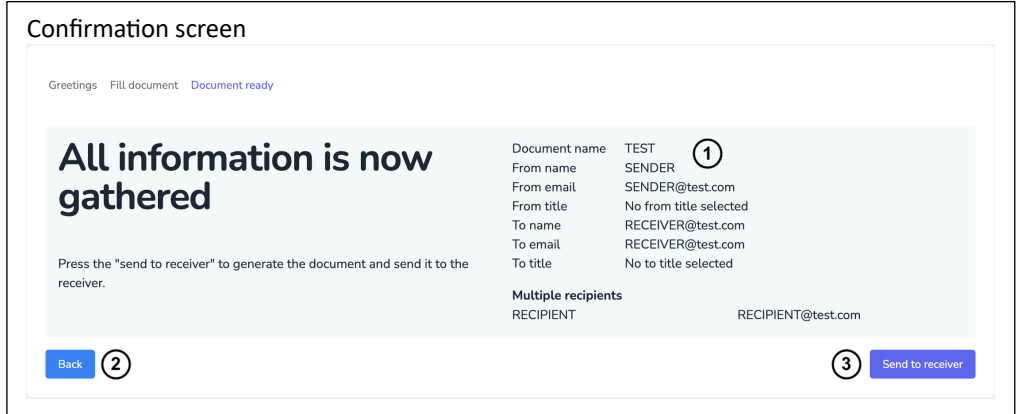 Confirmation screen
Greetings Fill document Document ready
All information is now
gathered
Press the "send to receiver" to generate the document and send it to the
receiver.
Document name TEST 1
From name SENDER
From email SENDER@test.com
From title No from title selected
To name RECEIVER@test.com
To email RECEIVER@test.com
To title No to title selected
Multiple recipients
RECIPIENT RECIPIENT@test.com
Back 2
3 Send to receiver